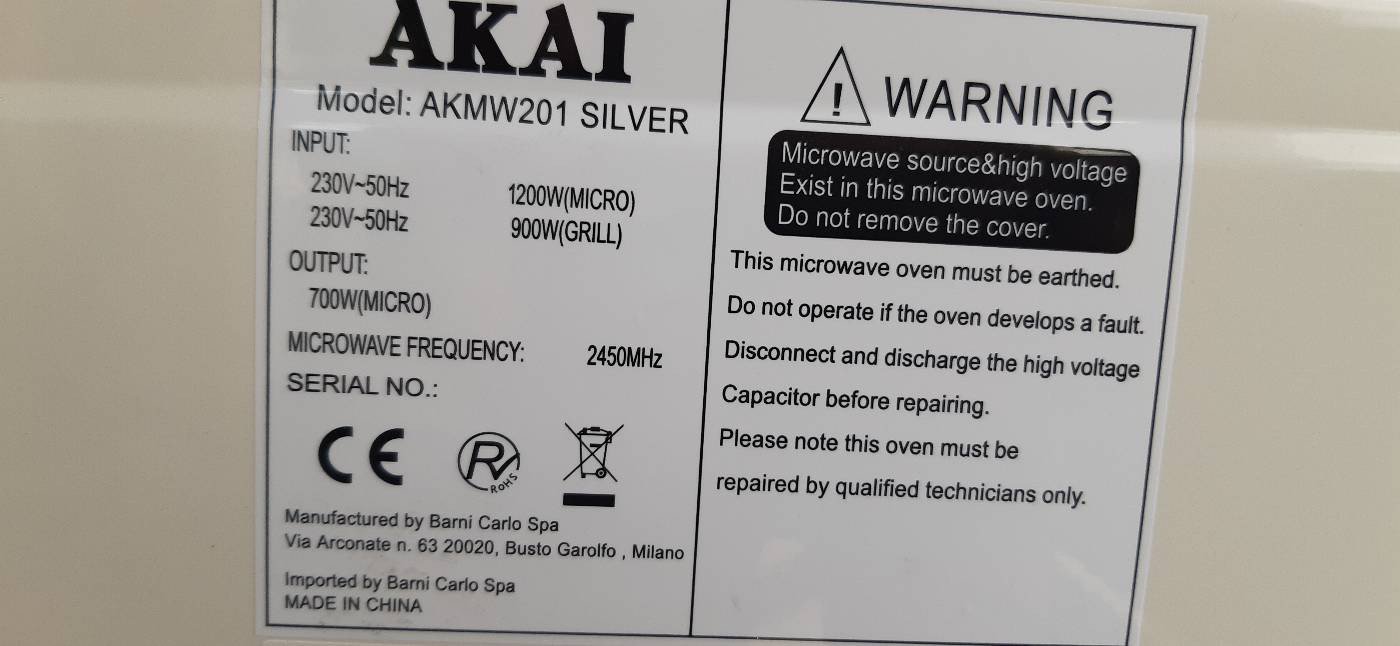 AKAI
Model: AKMW201 SILVER
INPUT:
230V~50Hz 1200W(MICRO)
230V~50Hz 900W(GRILL)
OUTPUT:
700W(MICRO)
MICROWAVE FREQUENCY: 2450MHz
SERIAL NO.:
CE
R ROHS
Manufactured by Barni Carlo Spa
Via Arconate n. 63 20020, Busto Garolfo , Milano
Imported by Barni Carlo Spa
MADE IN CHINA
! WARNING
Microwave source&high voltage
Exist in this microwave oven.
Do not remove the cover.
This microwave oven must be earthed.
Do not operate if the oven develops a fault.
Disconnect and discharge the high voltage
Capacitor before repairing.
Please note this oven must be
repaired by qualified technicians only.